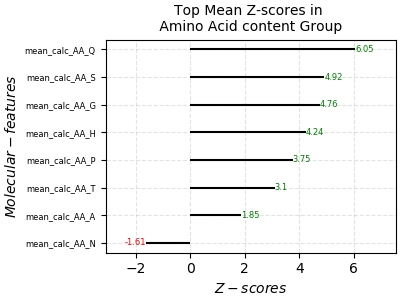 Top Mean Z-scores in
Amino Acid content Group
mean_calc_AA_Q
6.05
mean_calc_AA_S
4.92
mean_calc_AA_G
4.76
mean_calc_AA_H
4.24
mean_calc_AA_P
3.75
mean_calc_AA_T
3.1
mean_calc_AA_A
1.85
mean_calc_AA_N
-1.61
Molecular − features
−2 0 2 4 6
Z − scores